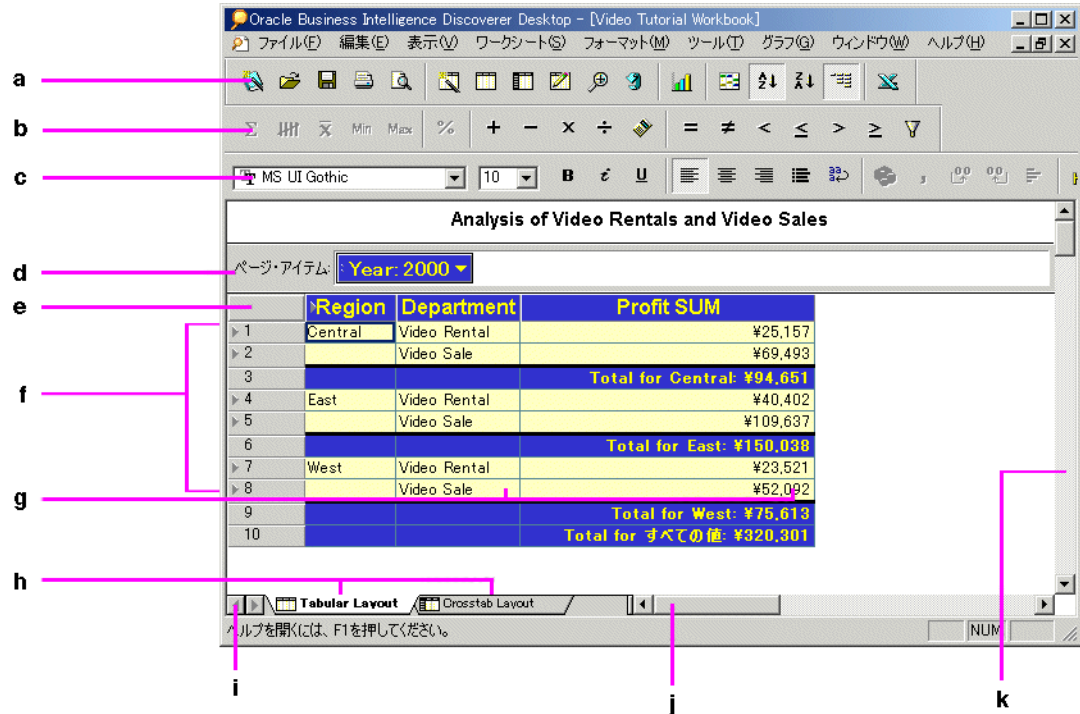 Oracle Business Intelligence Discoverer Desktop - [Video Tutorial Workbook]
ファイル(F) 編集(E) 表示(V) ワークシート(S) フォーマット(M) ツール(T) グラフ(G) ウィンドウ(W) ヘルプ(H)
a
b
Σ x Min Max % + - × ÷ = ≠ < ≤ > ≥
c
MS UI Gothic 10 B i U
Analysis of Video Rentals and Video Sales
d
ページ・アイテム: Year: 2000
e
Region Department Profit SUM
1 Central Video Rental ¥25,157
2 Video Sale ¥69,493
3 Total for Central: ¥94,651
f
4 East Video Rental ¥40,402
5 Video Sale ¥109,637
6 Total for East: ¥150,038
7 West Video Rental ¥23,521
k
g
8 Video Sale ¥52,092
9 Total for West: ¥75,613
10 Total for すべての値: ¥320,301
h
Tabular Layout Crosstab Layout
ヘルプを開くには、F1を押してください。 NUM
i
j
k